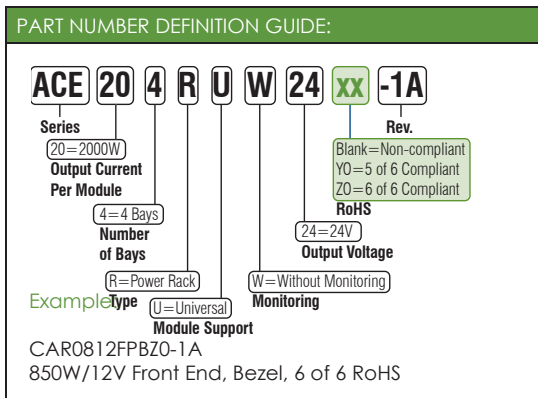 PART NUMBER DEFINITION GUIDE:
ACE 20 4 R U W 24 xx -1A
Series
20=2000W
Output Current
Per Module
4=4 Bays
Number
of Bays
R=Power Rack
Type
U=Universal
Module Support
W=Without Monitoring
Monitoring
24=24V
Output Voltage
Rev.
Blank=Non-compliant
Y0=5 of 6 Compliant
Z0=6 of 6 Compliant
RoHS
Example
CAR0812FPBZ0-1A
850W/12V Front End, Bezel, 6 of 6 RoHS